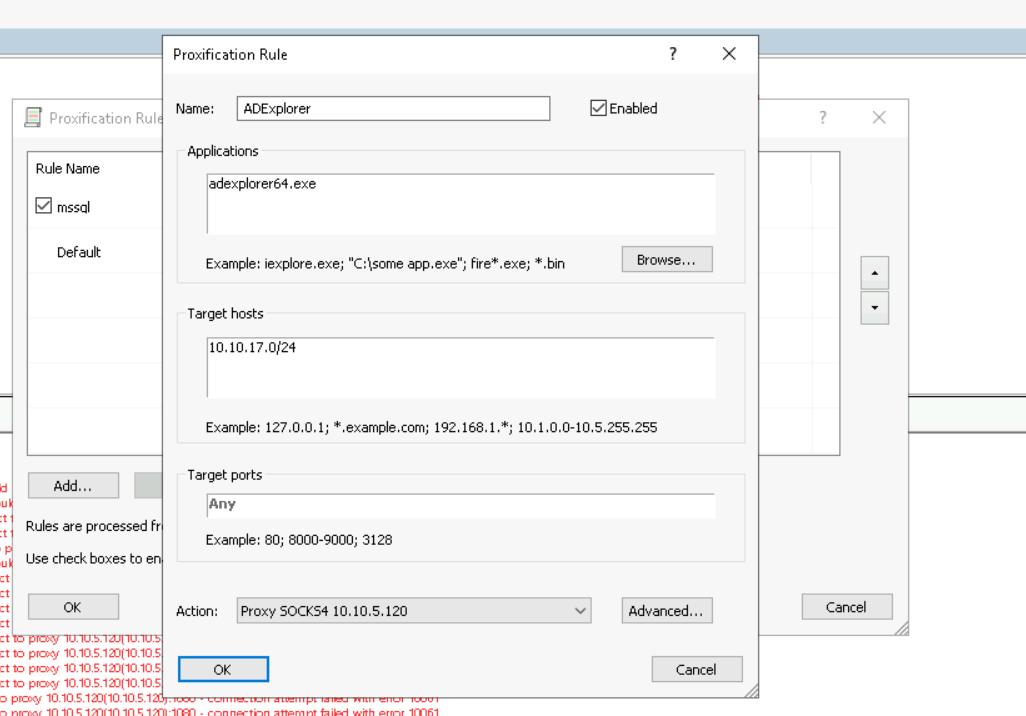 Proxification Rule
?
Name:
ADExplorer
Enabled
Proxification Rule
?
Applications
Rule Name
adexplorer64.exe
mssql
Default
Example: iexplore.exe; "C:\some app.exe"; fire*.exe; *.bin
Browse...
Target hosts
10.10.17.0/24
Example: 127.0.0.1; *.example.com; 192.168.1.*; 10.1.0.0-10.5.255.255
Target ports
Add...
Any
Rules are processed fr
Example: 80; 8000-9000; 3128
Use check boxes to en
OK
Action:
Proxy SOCKS4 10.10.5.120
Advanced...
Cancel
ct to proxy 10.10.5.120(10.10.5
ct to proxy 10.10.5.120(10.10.5
ct to proxy 10.10.5.120(10.10.5
OK
Cancel
ct to proxy 10.10.5.120(10.10.5
o proxy 10.10.5.120(10.10.5.120):1080 - connection attempt failed with error 10061
o proxy 10.10.5.120(10.10.5.120):1080 - connection attempt failed with error 10061